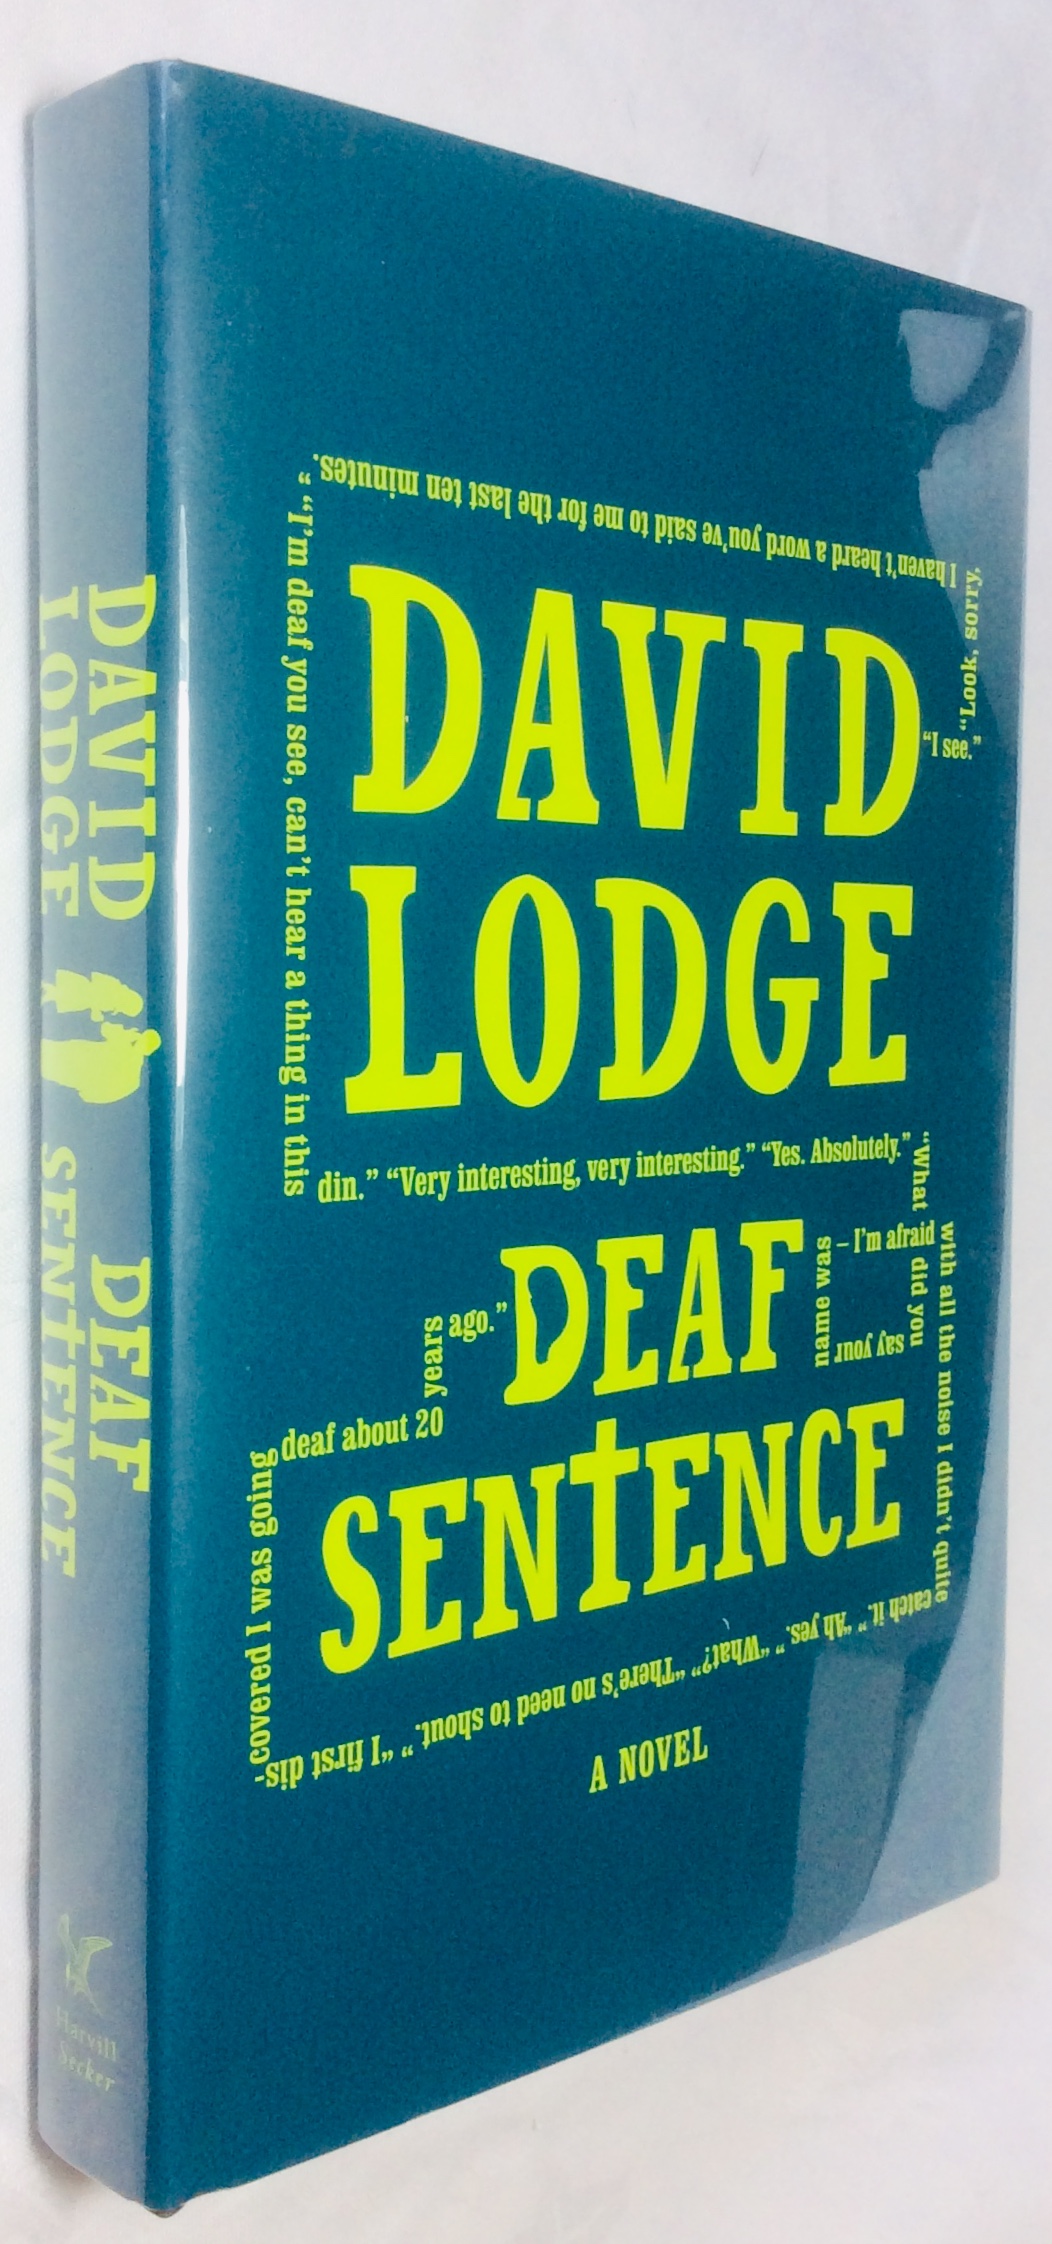 DAVID
LODGE
DEAF
SENTENCE
Harvill
Secker
DAVID
LODGE
DEAF
SENTENCE
A NOVEL
"I see."
"Look, sorry,
I haven't heard a word you've said to me for the last ten minutes.
" "I'm deaf you see, can't hear a thing in this
din." "Very interesting, very interesting." "Yes. Absolutely."
"What did you
say your
name was
– I'm afraid
with all the noise I didn't quite
catch it." "Ah yes." "What?" "There's no need to shout." "I first dis-
covered I was going
deaf about 20
years
ago."